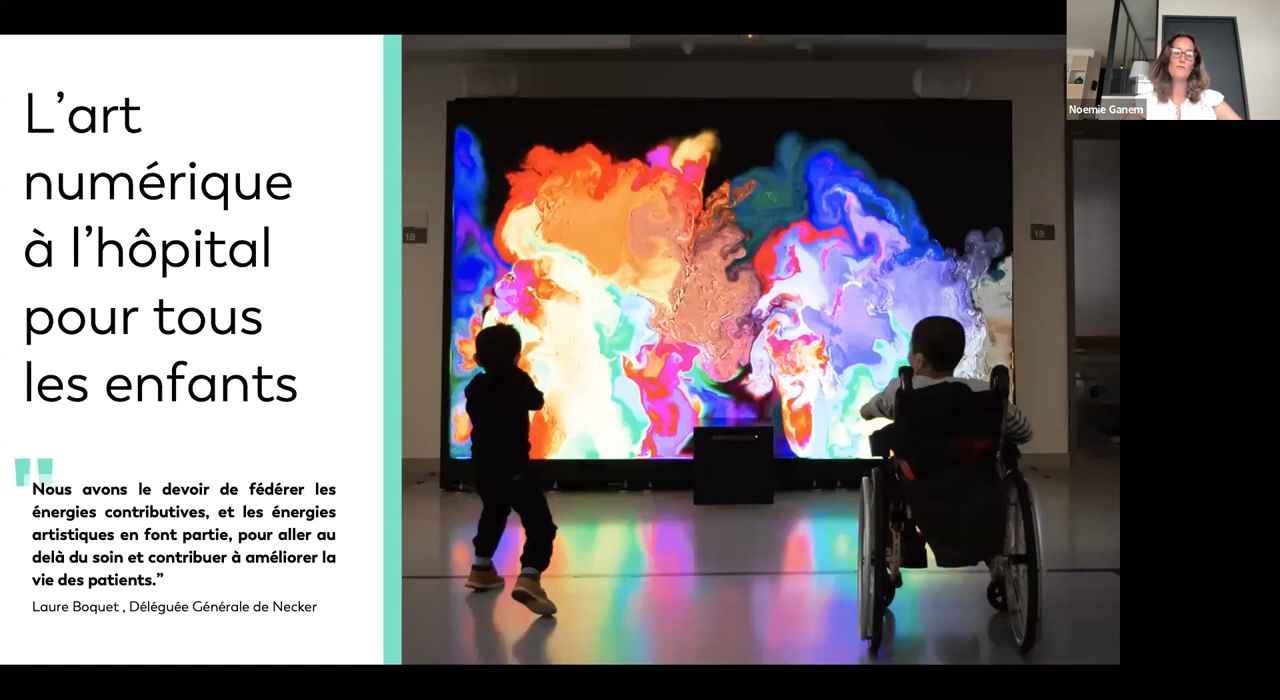 L’art
numérique
à l’hôpital
pour tous
les enfants
"
Nous avons le devoir de fédérer les
énergies contributives, et les énergies
artistiques en font partie, pour aller au
delà du soin et contribuer à améliorer la
vie des patients.”
Laure Boquet , Déléguée Générale de Necker
18
19
Noemie Ganem